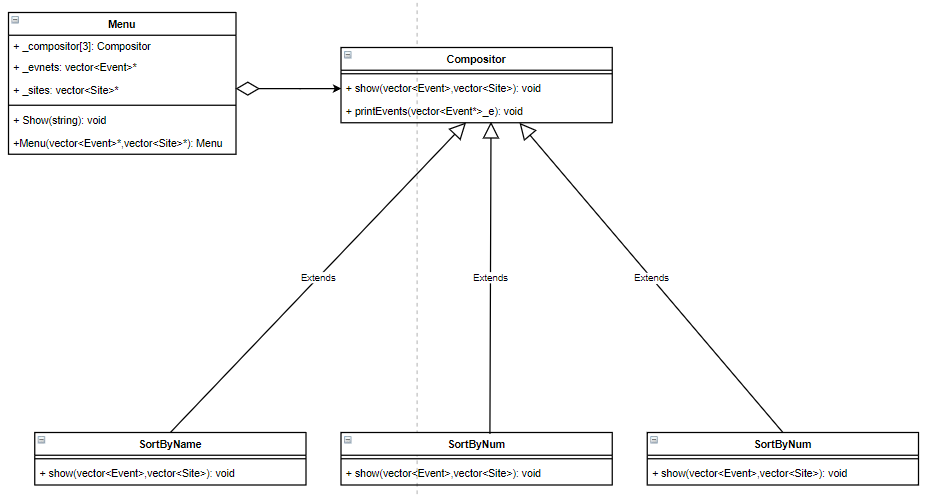 Menu
+ _compositor[3]: Compositor
+ _evnets: vector<Event>*
+ _sites: vector<Site>*
+ Show(string): void
+Menu(vector<Event>*,vector<Site>*): Menu
Compositor
+ show(vector<Event>,vector<Site>): void
+ printEvents(vector<Event*>_e): void
Extends
Extends
Extends
SortByName
+ show(vector<Event>,vector<Site>): void
SortByNum
+ show(vector<Event>,vector<Site>): void
SortByNum
+ show(vector<Event>,vector<Site>): void